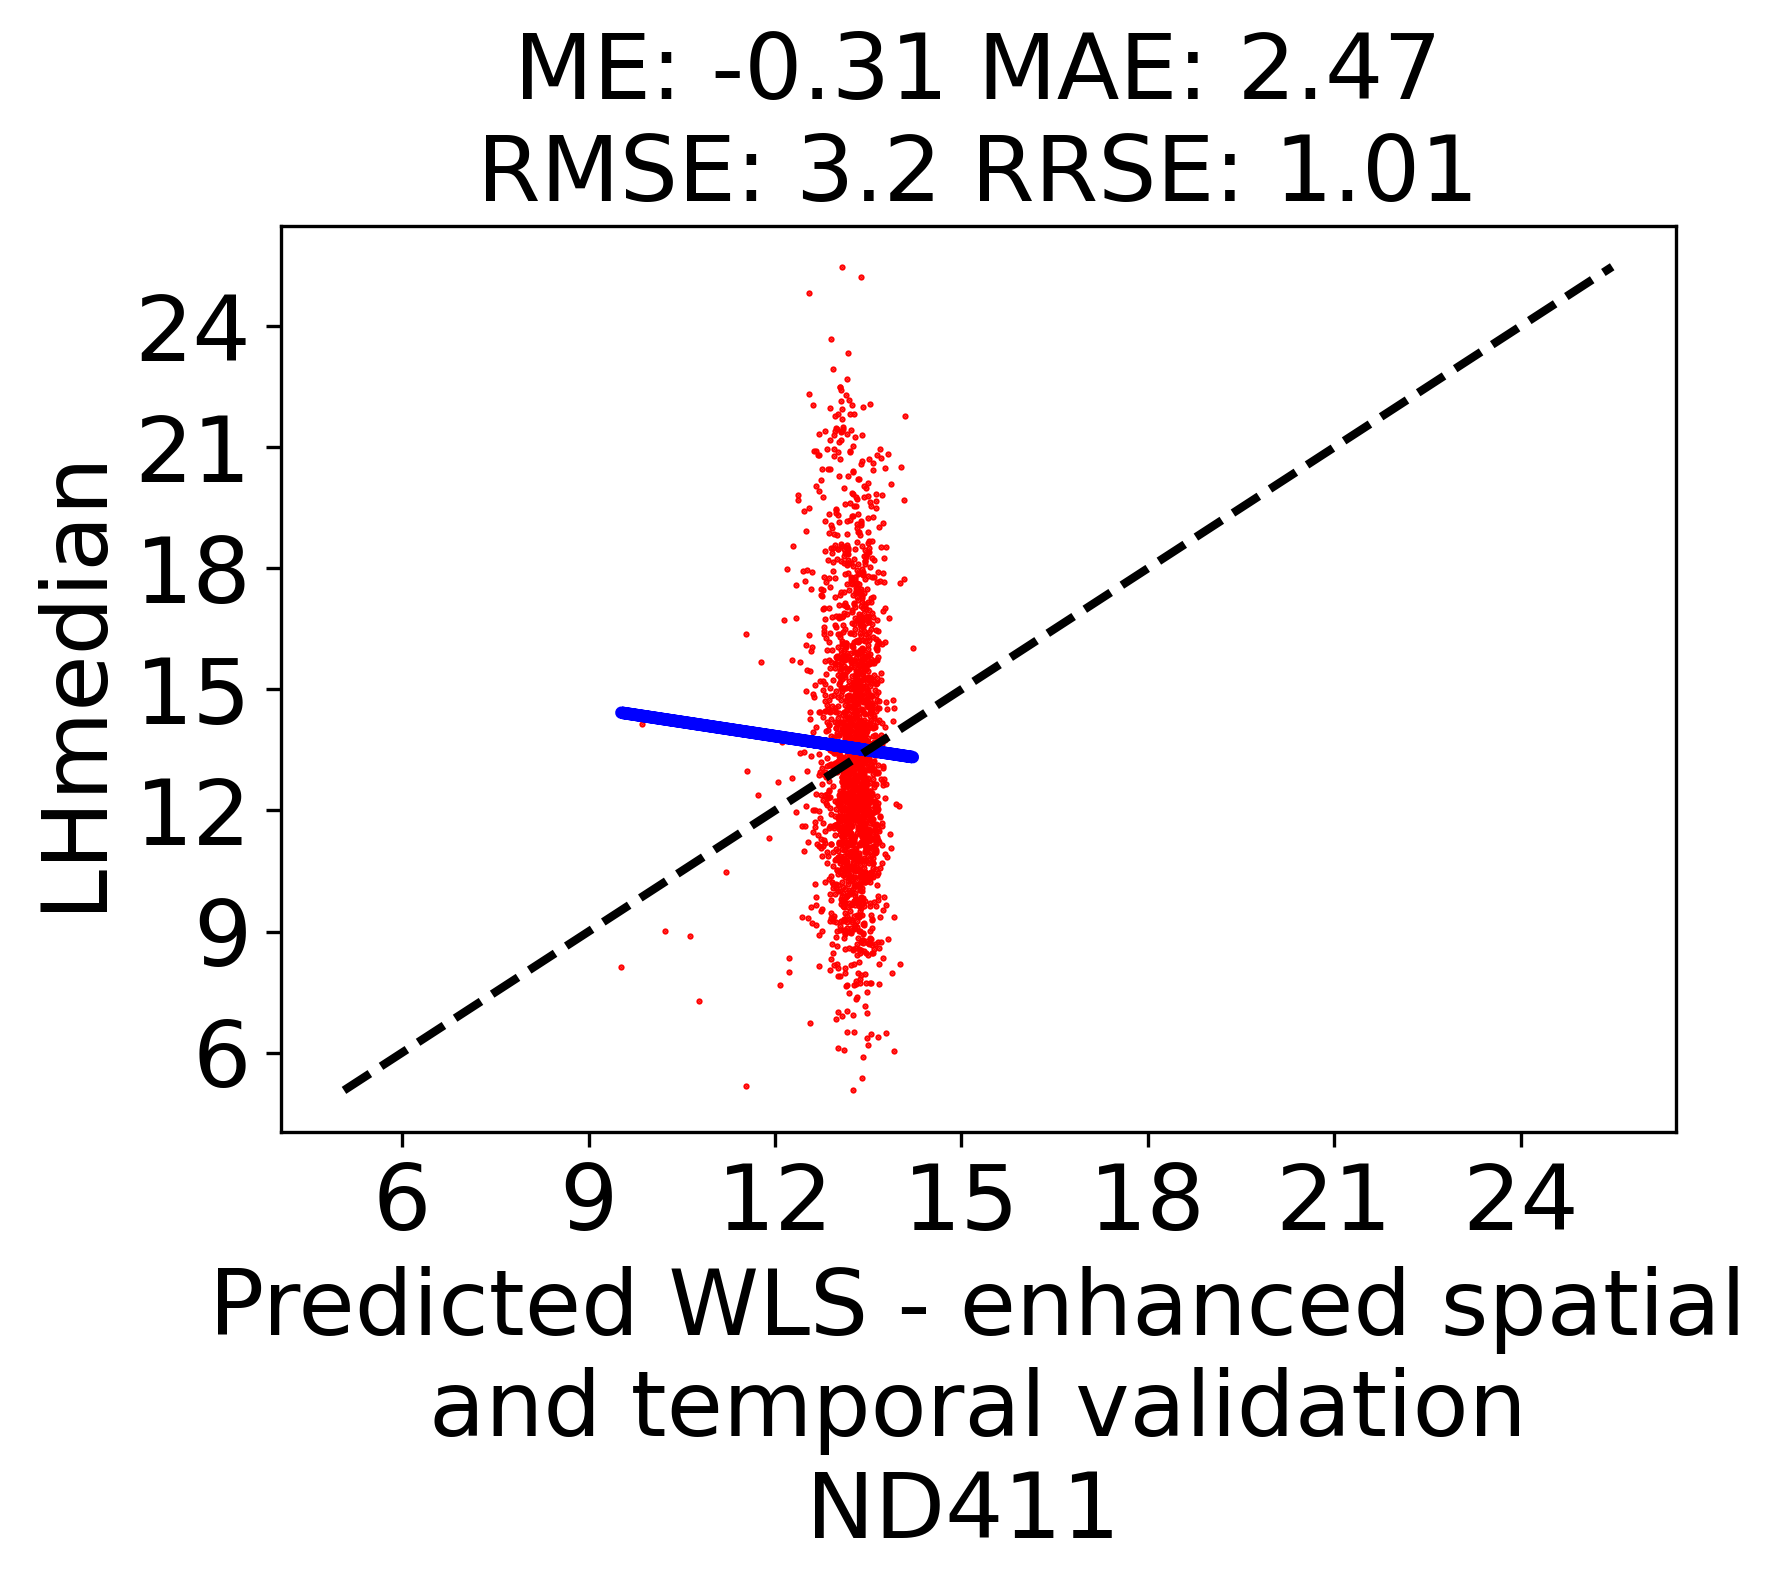 ME: -0.31 MAE: 2.47
RMSE: 3.2 RRSE: 1.01
LHmedian
24
21
18
15
12
9
6
6 9 12 15 18 21 24
Predicted WLS - enhanced spatial
and temporal validation
ND411